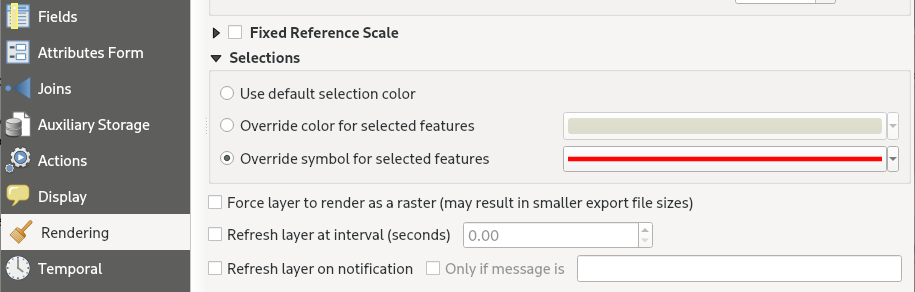 Fields
Attributes Form
Joins
Auxiliary Storage
Actions
Display
Rendering
Temporal
Fixed Reference Scale
Selections
Use default selection color
Override color for selected features
Override symbol for selected features
Force layer to render as a raster (may result in smaller export file sizes)
Refresh layer at interval (seconds) 0.00
Refresh layer on notification Only if message is